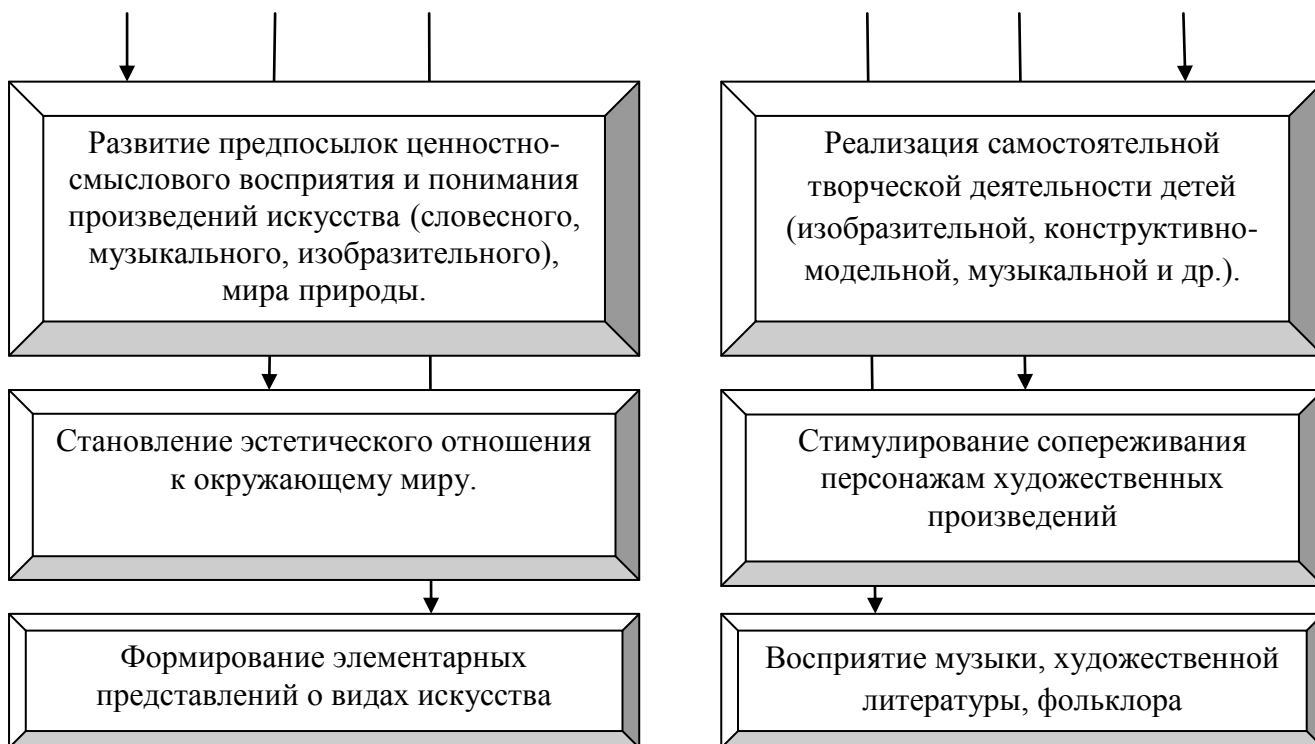 Развитие предпосылок ценностно-
смыслового восприятия и понимания
произведений искусства (словесного,
музыкального, изобразительного),
мира природы.
Реализация самостоятельной
творческой деятельности детей
(изобразительной, конструктивно-
модельной, музыкальной и др.).
Становление эстетического отношения
к окружающему миру.
Стимулирование сопереживания
персонажам художественных
произведений
Формирование элементарных
представлений о видах искусства
Восприятие музыки, художественной
литературы, фольклора